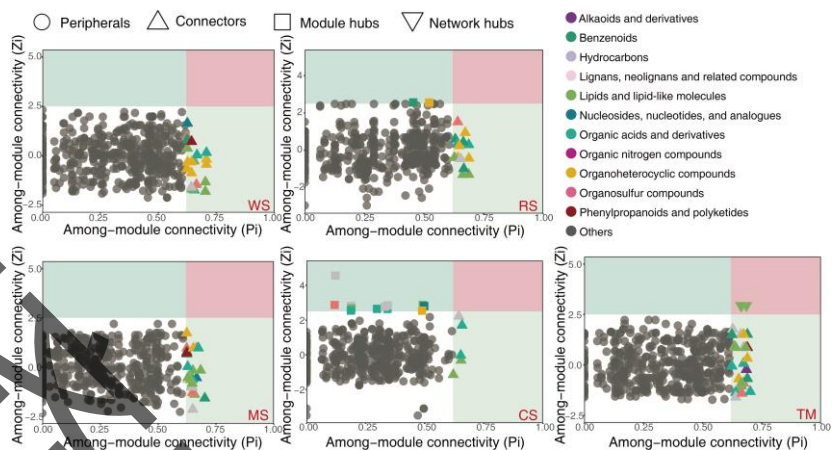 Peripherals Connectors Module hubs Network hubs
Alkaoids and derivatives
Benzenoids
Hydrocarbons
Lignans, neolignans and related compounds
Lipids and lipid-like molecules
Nucleosides, nucleotides, and analogues
Organic acids and derivatives
Organic nitrogen compounds
Organoheterocyclic compounds
Organosulfur compounds
Phenylpropanoids and polyketides
Others
Among-module connectivity (Zi)
5.0
2.5
0.0
−2.5
0.00 0.25 0.50 0.75 1.00
WS
Among-module connectivity (Pi)
Among-module connectivity (Zi)
4
2
0
−2
0.00 0.25 0.50 0.75 1.00
RS
Among-module connectivity (Pi)
Among-module connectivity (Zi)
5.0
2.5
0.0
−2.5
0.00 0.25 0.50 0.75 1.00
MS
Among-module connectivity (Pi)
Among-module connectivity (Zi)
4
2
0
−2
0.00 0.25 0.50 0.75 1.00
CS
Among-module connectivity (Pi)
Among-module connectivity (Zi)
5.0
2.5
0.0
−2.5
0.00 0.25 0.50 0.75 1.00
TM
Among-module connectivity (Pi)